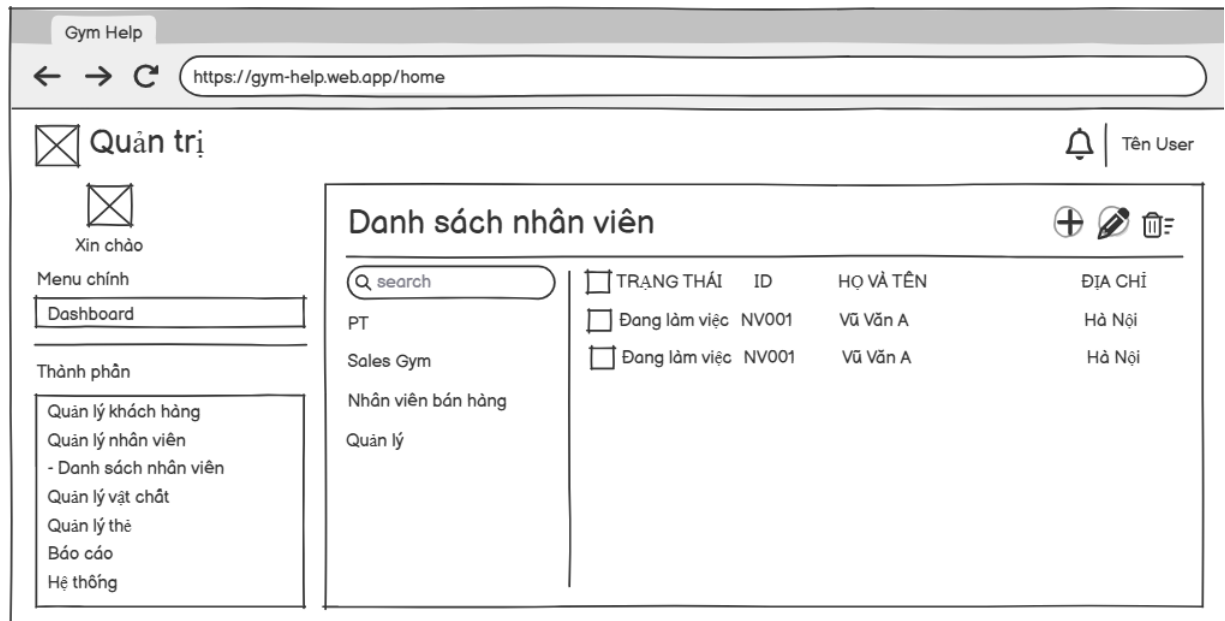 Gym Help
https://gym-help.web.app/home
Quản trị
Tên User
Xin chào
Menu chính
Dashboard
Thành phần
Quản lý khách hàng
Quản lý nhân viên
- Danh sách nhân viên
Quản lý vật chất
Quản lý thẻ
Báo cáo
Hệ thống
Danh sách nhân viên
search
PT
Sales Gym
Nhân viên bán hàng
Quản lý
TRẠNG THÁI ID HỌ VÀ TÊN ĐỊA CHỈ
Đang làm việc NV001 Vũ Văn A Hà Nội
Đang làm việc NV001 Vũ Văn A Hà Nội